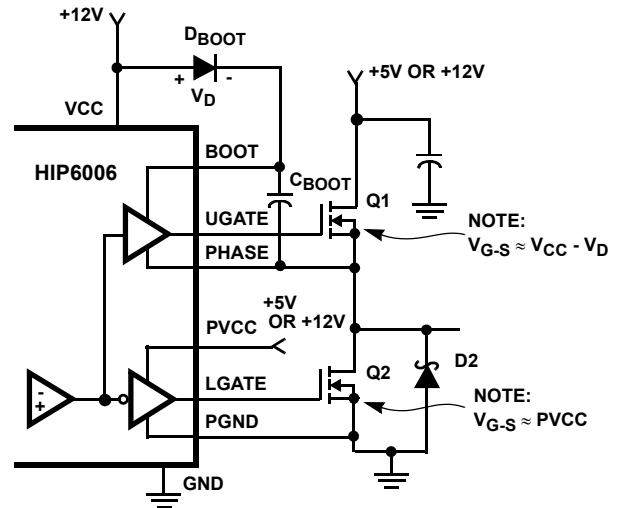 +12V
DBOOT
+ -
VD
+5V OR +12V
VCC
HIP6006
BOOT
CBOOT
UGATE
Q1
PHASE
NOTE:
VG-S ≈ VCC - VD
+5V
OR +12V
PVCC
LGATE
Q2
D2
- +
PGND
NOTE:
VG-S ≈ PVCC
GND